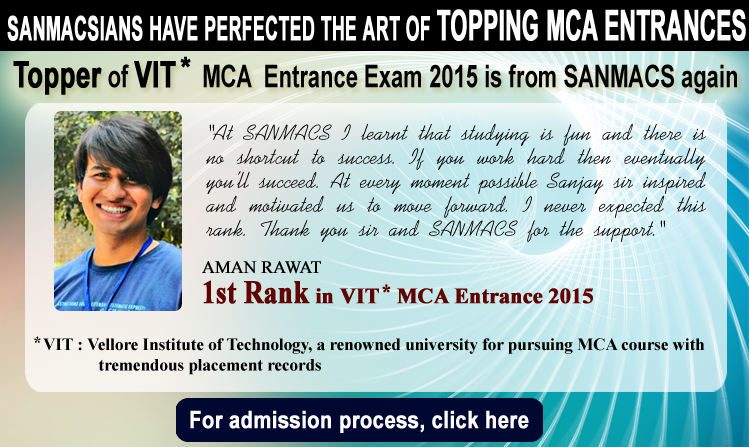 SANMACSIANS HAVE PERFECTED THE ART OF TOPPING MCA ENTRANCES
Topper of VIT* MCA Entrance Exam 2015 is from SANMACS again
"At SANMACS I learnt that studying is fun and there is
no shortcut to success. If you work hard then eventually
you'll succeed. At every moment possible Sanjay sir inspired
and motivated us to move forward. I never expected this
rank. Thank you sir and SANMACS for the support."
AMAN RAWAT
1st Rank in VIT* MCA Entrance 2015
*VIT : Vellore Institute of Technology, a renowned university for pursuing MCA course with
tremendous placement records
For admission process, click here